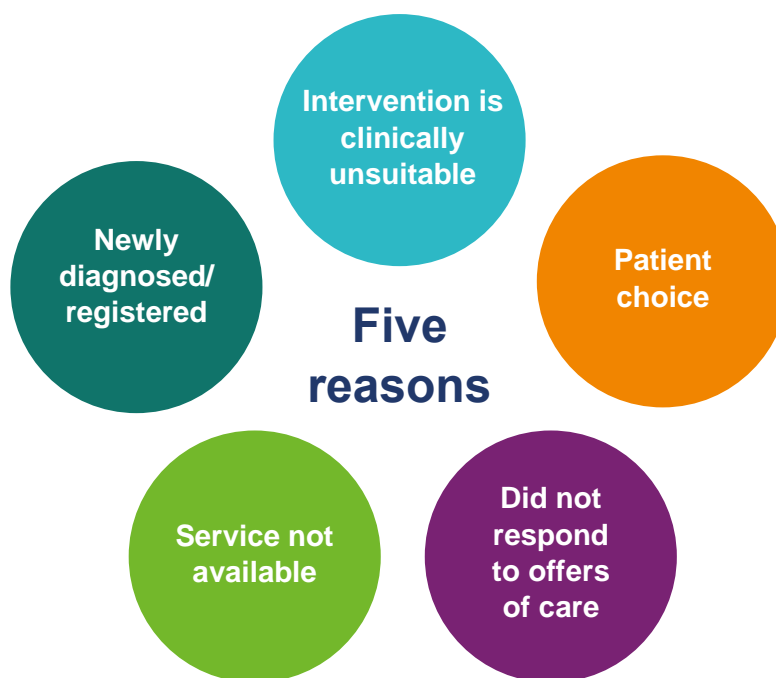 Intervention is
clinically
unsuitable
Newly
diagnosed/
registered
Patient
choice
Five
reasons
Service not
available
Did not
respond
to offers
of care